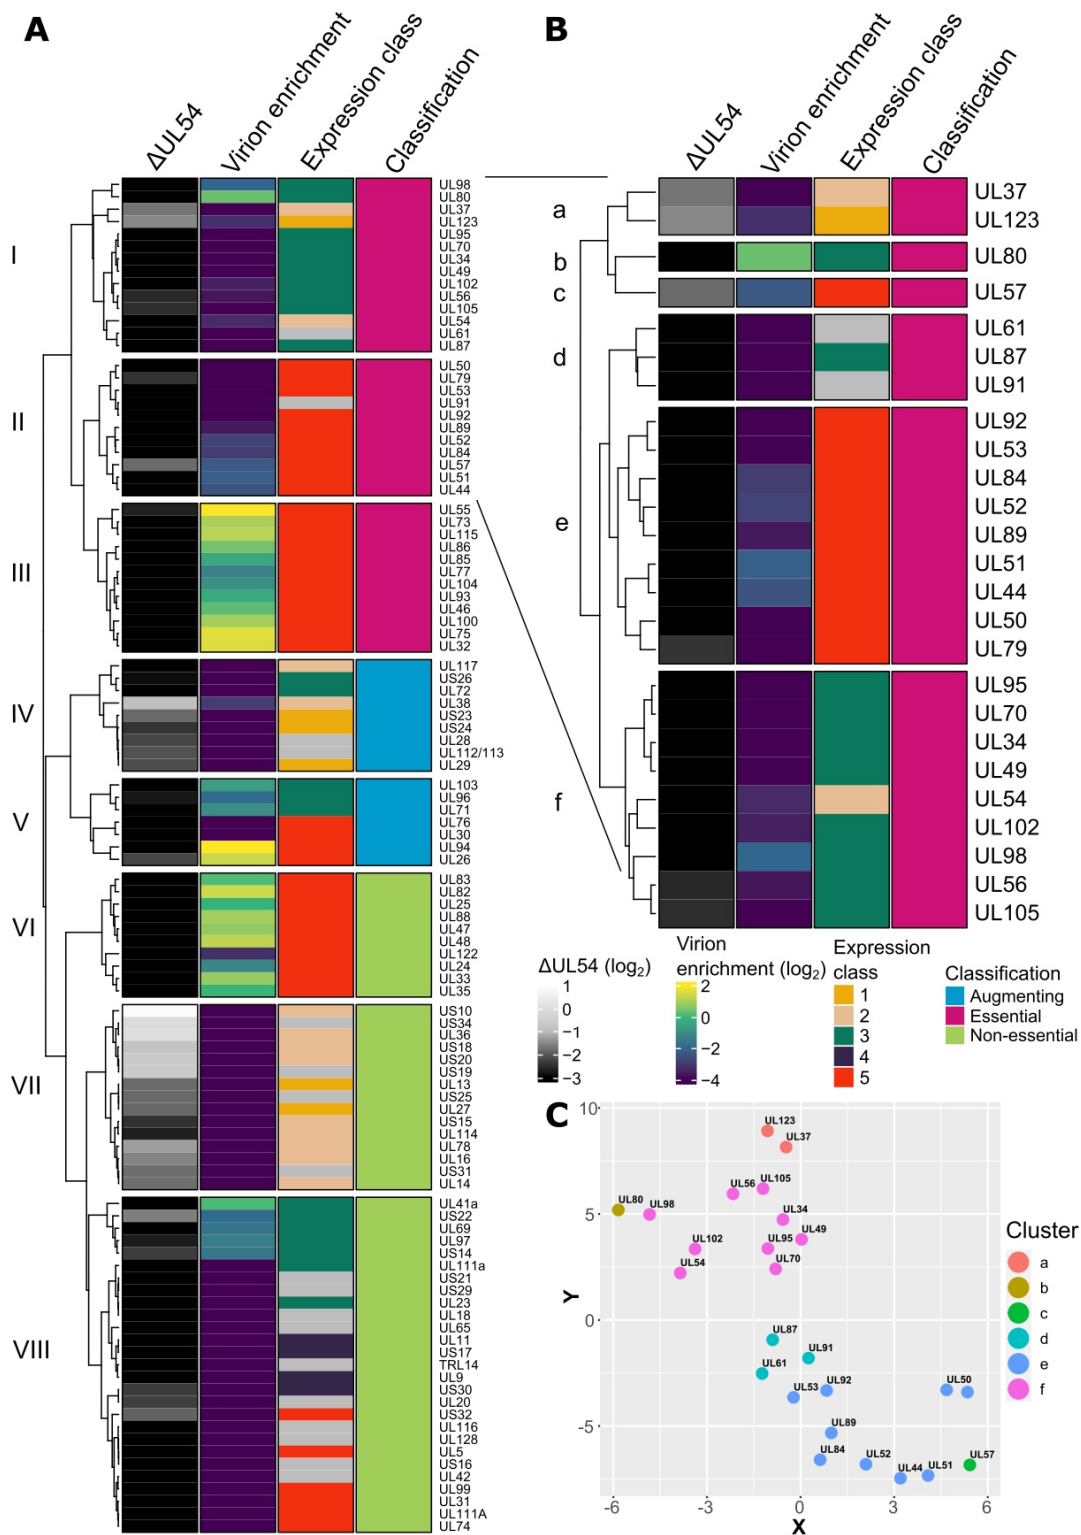 A
ΔUL54
Virion enrichment
Expression class
Classification
I
UL98
UL80
UL37
UL123
UL95
UL70
UL34
UL49
UL102
UL56
UL105
UL54
UL61
UL87
II
UL50
UL79
UL53
UL91
UL92
UL89
UL52
UL84
UL57
UL51
UL44
III
UL55
UL73
UL115
UL86
UL85
UL77
UL104
UL93
UL46
UL100
UL75
UL32
IV
UL117
US26
UL72
UL38
US23
US24
UL28
UL112/113
UL29
V
UL103
UL96
UL71
UL76
UL30
UL94
UL26
VI
UL83
UL82
UL25
UL88
UL47
UL48
UL122
UL24
UL33
UL35
VII
US10
US34
UL36
US18
US20
US19
UL13
US25
UL27
US15
UL114
UL78
UL16
US31
UL14
VIII
UL41a
US22
UL69
UL97
US14
UL111a
US21
US29
UL23
UL18
UL65
UL11
US17
TRL14
UL9
US30
UL20
US32
UL116
UL128
UL5
US16
UL42
UL99
UL31
UL111A
UL74
B
ΔUL54
Virion enrichment
Expression class
Classification
a
UL37
UL123
b
UL80
c
UL57
d
UL61
UL87
UL91
e
UL92
UL53
UL84
UL52
UL89
UL51
UL44
UL50
UL79
f
UL95
UL70
UL34
UL49
UL54
UL102
UL98
UL56
UL105
ΔUL54 (log2)
1
0
−1
−2
−3
Virion
enrichment (log2)
2
0
−2
−4
Expression
class
1
2
3
4
5
Classification
Augmenting
Essential
Non-essential
C
10
5
0
-5
Y
-6
-3
0
3
6
X
UL123
UL37
UL56
UL105
UL80
UL98
UL34
UL102
UL95
UL49
UL54
UL70
UL87
UL91
UL61
UL53
UL92
UL50
UL89
UL84
UL52
UL44
UL51
UL57
Cluster
a
b
c
d
e
f